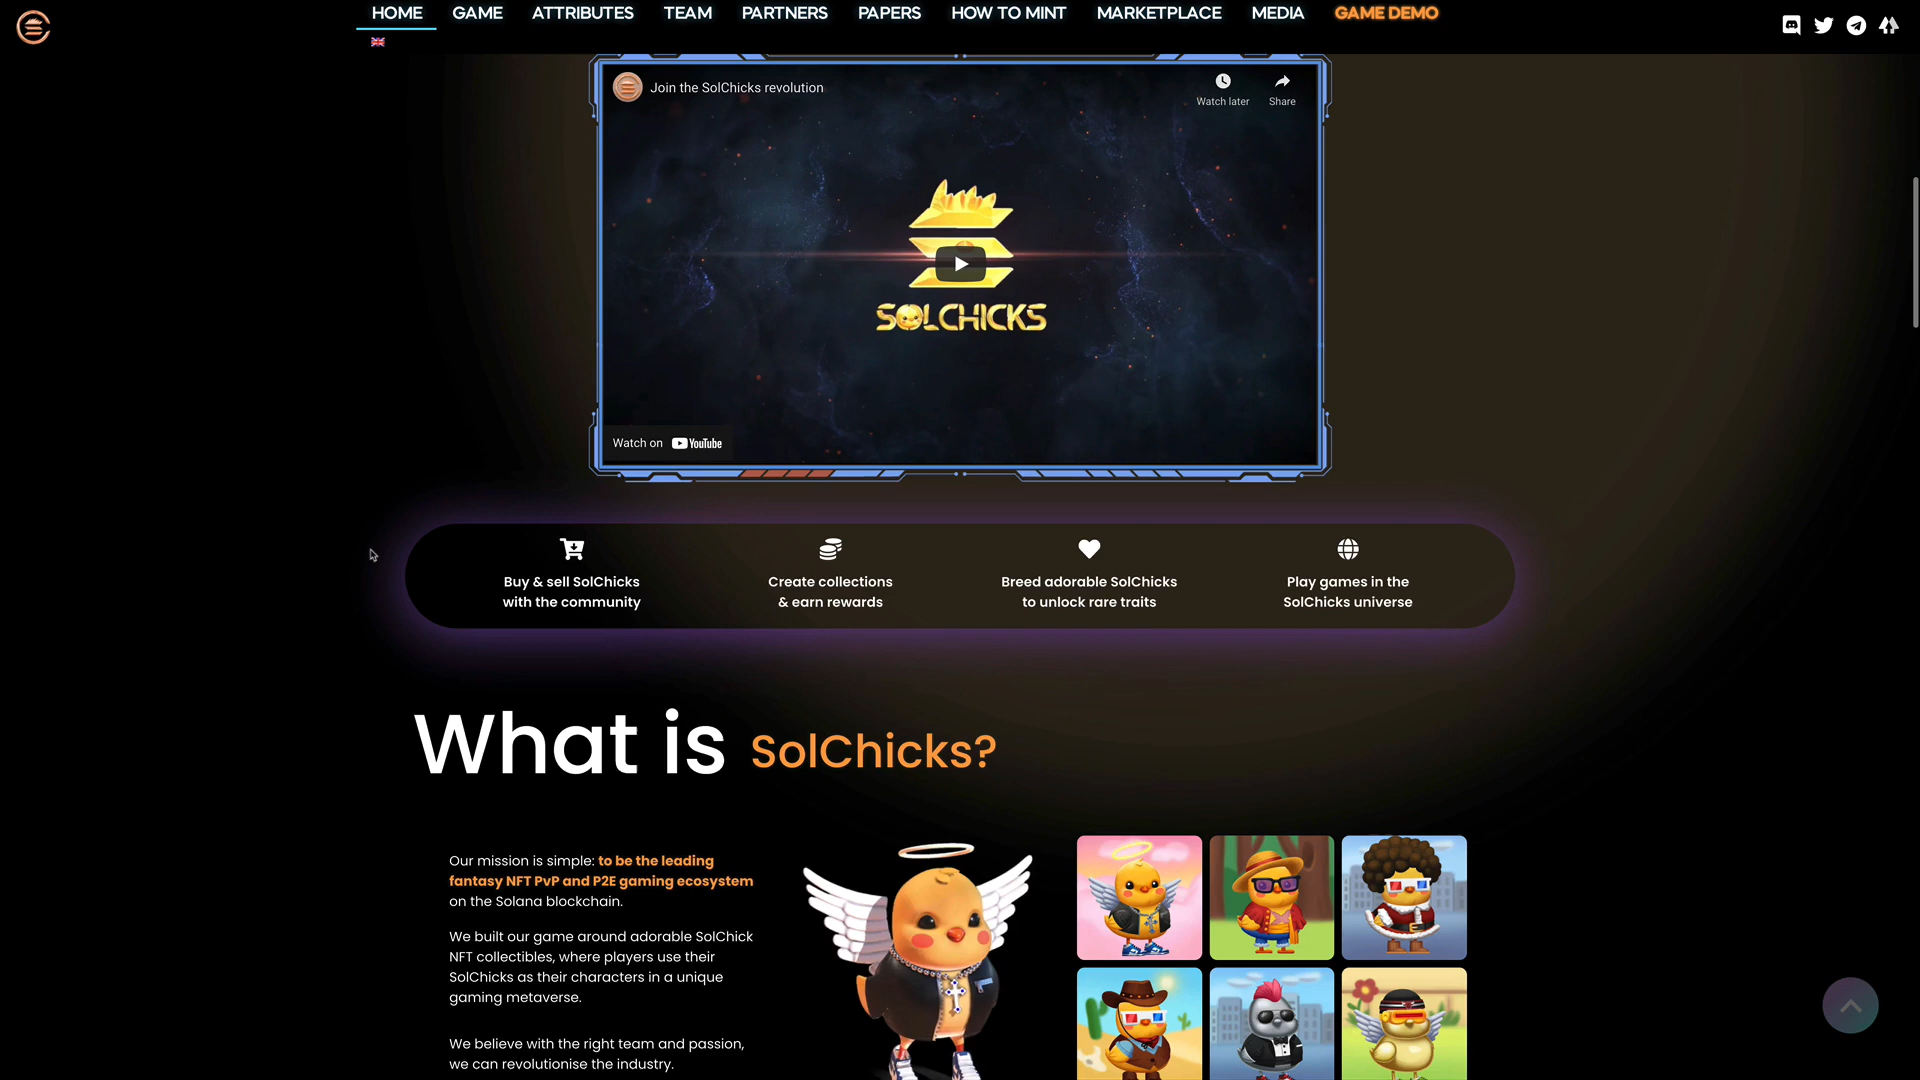 HOME GAME ATTRIBUTES TEAM PARTNERS PAPERS HOW TO MINT MARKETPLACE MEDIA GAME DEMO
Join the SolChicks revolution
Watch later
Share
SOLCHICKS
Watch on YouTube
Buy & sell SolChicks
with the community
Create collections
& earn rewards
Breed adorable SolChicks
to unlock rare traits
Play games in the
SolChicks universe
What is SolChicks?
Our mission is simple: to be the leading
fantasy NFT PvP and P2E gaming ecosystem
on the Solana blockchain.
We built our game around adorable SolChick
NFT collectibles, where players use their
SolChicks as their characters in a unique
gaming metaverse.
We believe with the right team and passion,
we can revolutionise the industry.